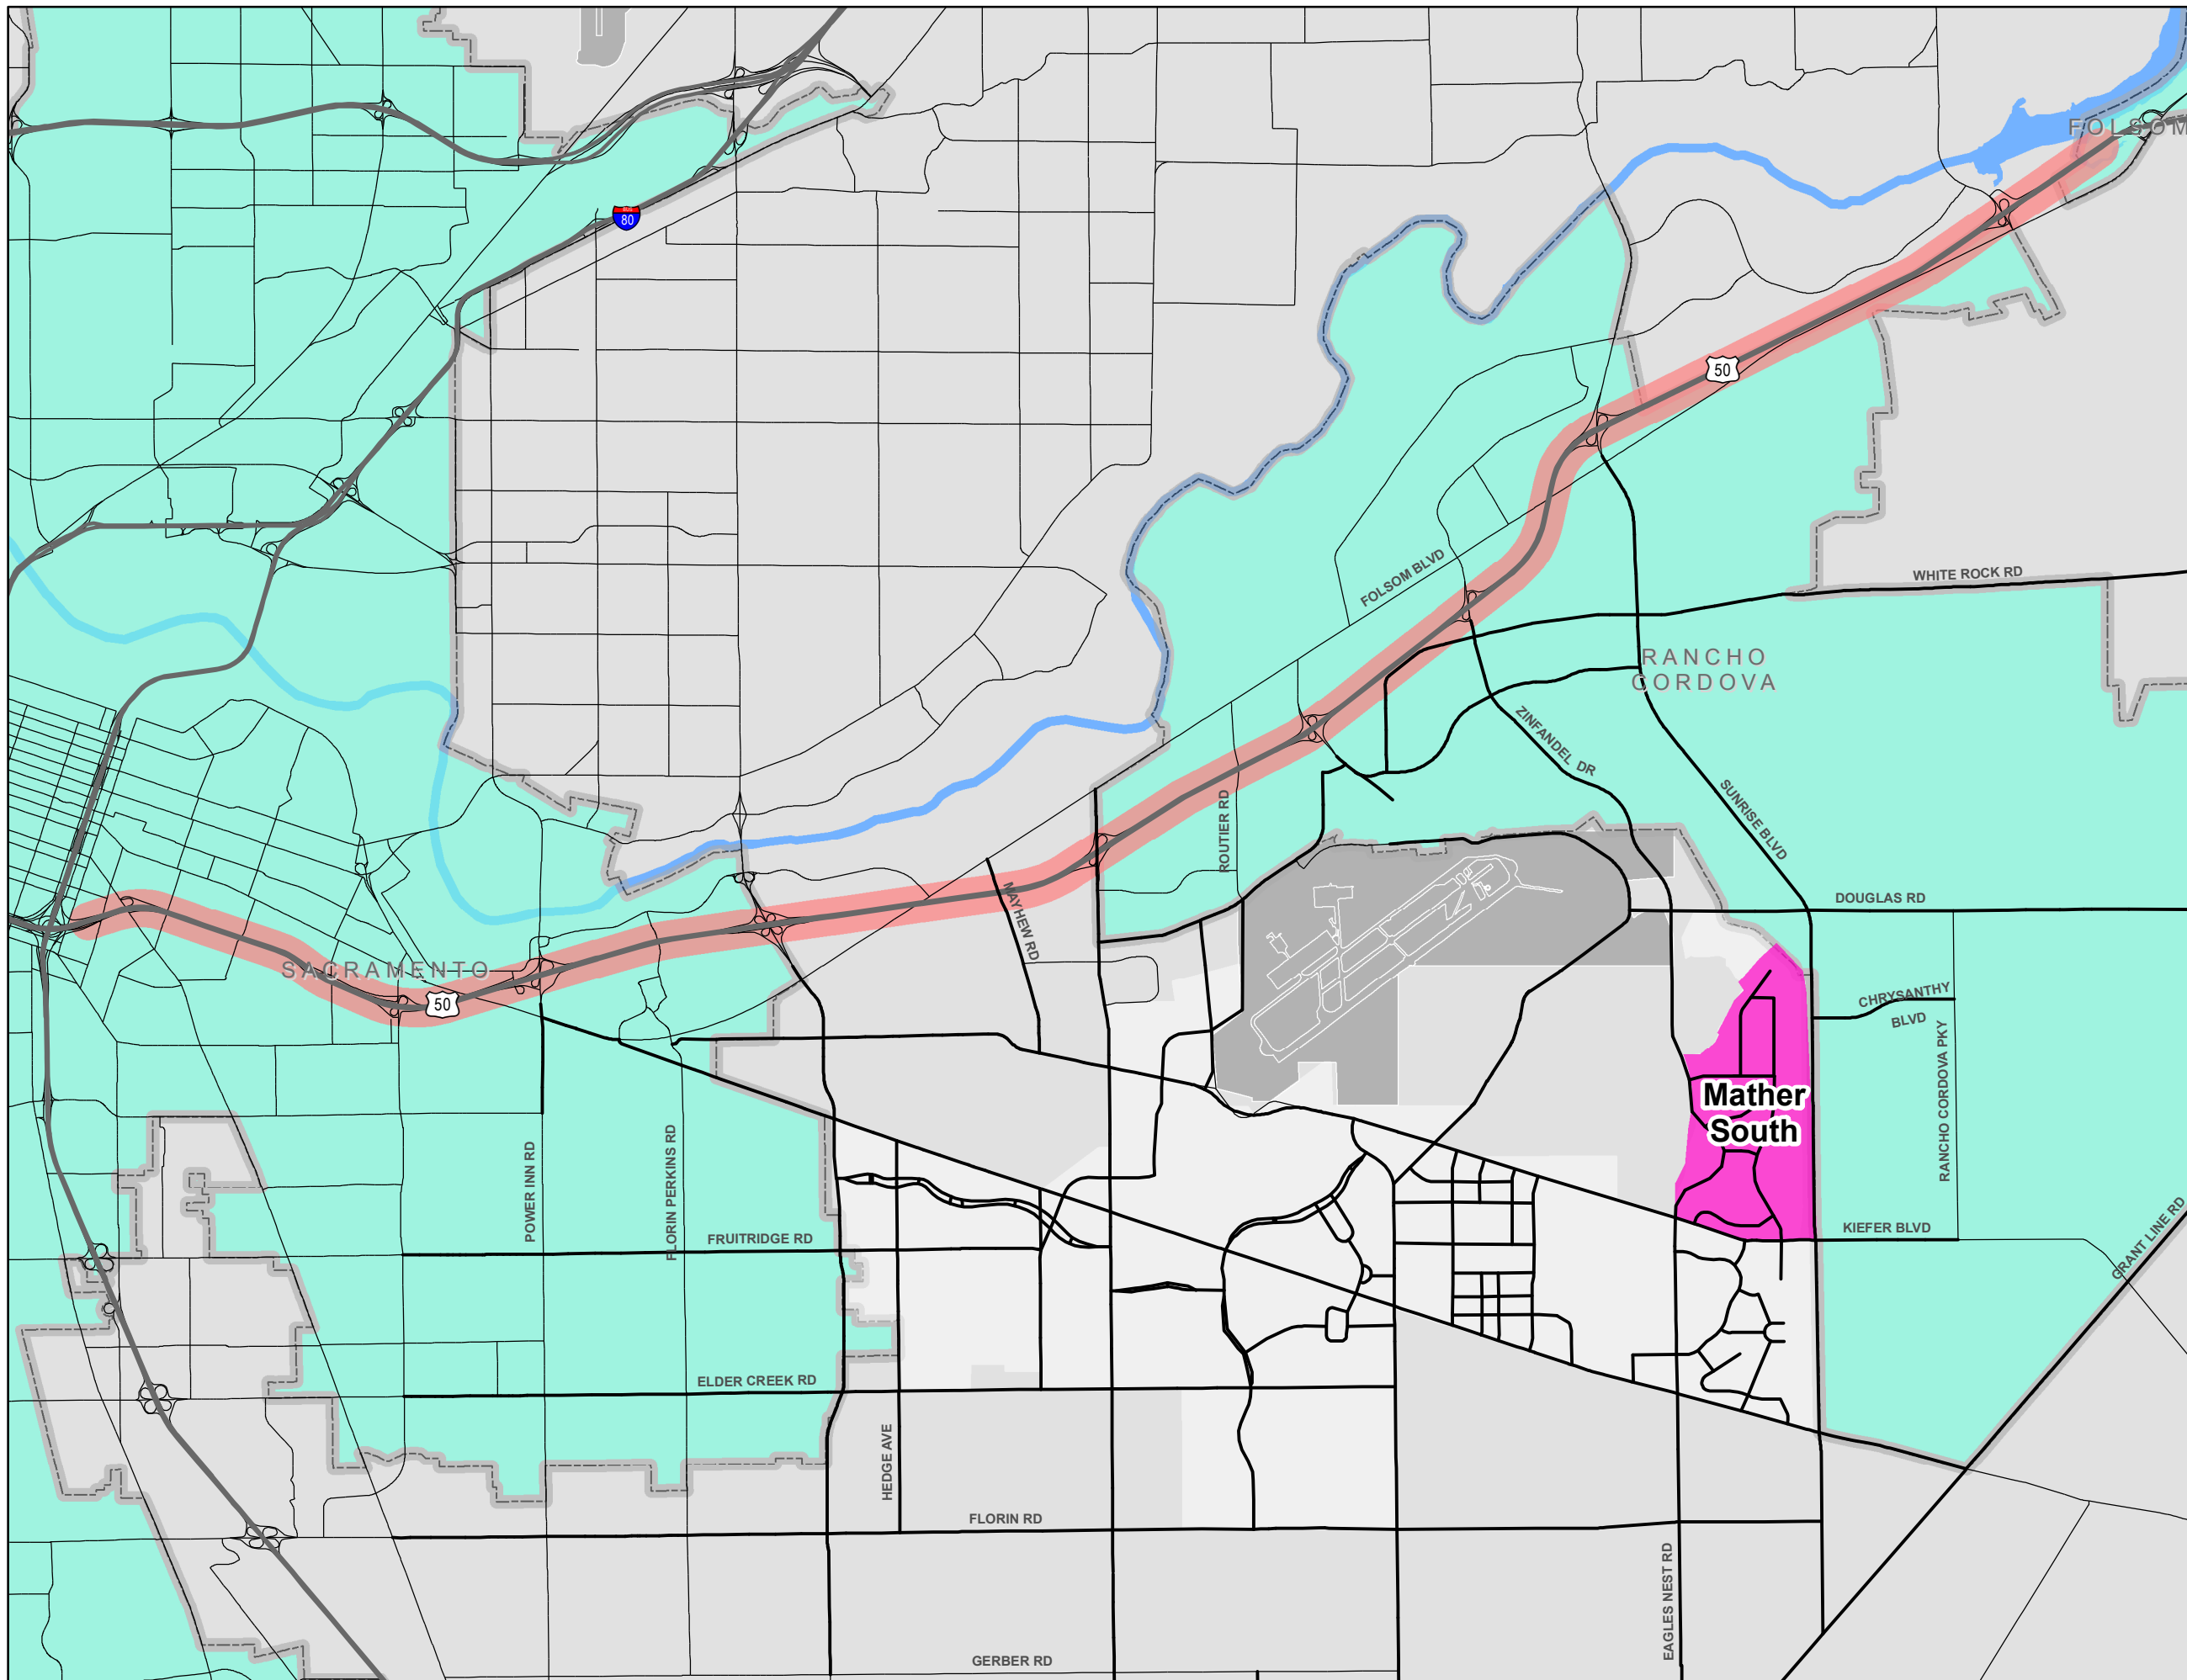 FOLSOM
80
50
FOLSOM BLVD
WHITE ROCK RD
RANCHO
CORDOVA
ZINFANDEL DR
SUNRISE BLVD
ROUTIER RD
MAYHEW RD
DOUGLAS RD
SACRAMENTO
50
CHRYSANTHY
BLVD
RANCHO CORDOVA PKY
Mather
South
POWER INN RD
FLORIN PERKINS RD
FRUITRIDGE RD
KIEFER BLVD
GRANT LINE RD
ELDER CREEK RD
HEDGE AVE
FLORIN RD
EAGLES NEST RD
GERBER RD